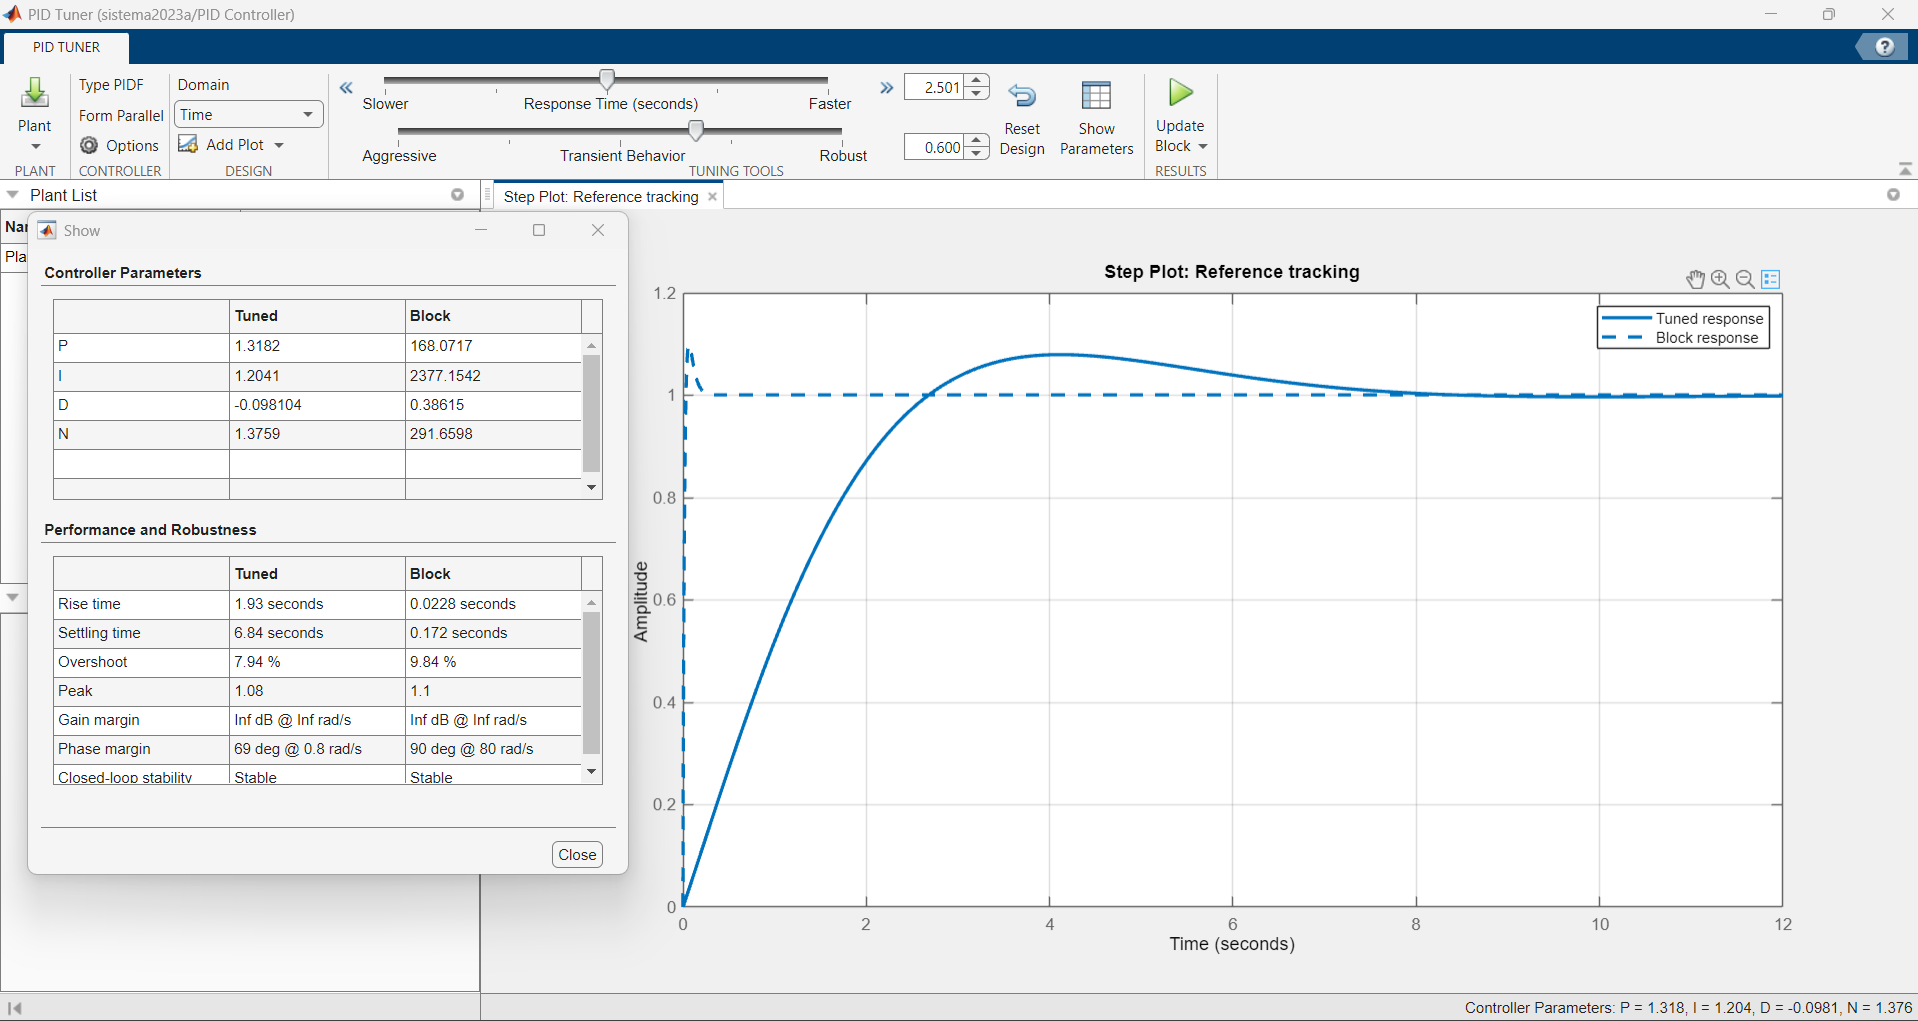 PID Tuner (sistema2023a/PID Controller)
PID TUNER
Plant
PLANT
Type PIDF
Form Parallel
Options
CONTROLLER
Domain
Time
Add Plot
DESIGN
Slower
Response Time (seconds)
Faster
2.501
Aggressive
Transient Behavior
Robust
0.600
TUNING TOOLS
Reset
Design
Show
Parameters
Update
Block
RESULTS
Plant List
Step Plot: Reference tracking
Nar
Pla
Show
Controller Parameters
Tuned Block
P 1.3182 168.0717
I 1.2041 2377.1542
D -0.098104 0.38615
N 1.3759 291.6598
Performance and Robustness
Tuned Block
Rise time 1.93 seconds 0.0228 seconds
Settling time 6.84 seconds 0.172 seconds
Overshoot 7.94 % 9.84 %
Peak 1.08 1.1
Gain margin Inf dB @ Inf rad/s Inf dB @ Inf rad/s
Phase margin 69 deg @ 0.8 rad/s 90 deg @ 80 rad/s
Closed-loop stability Stable Stable
Close
Step Plot: Reference tracking
Tuned response
Block response
1.2
1
0.8
0.6
0.4
0.2
0
Amplitude
0 2 4 6 8 10 12
Time (seconds)
Controller Parameters: P = 1.318, I = 1.204, D = -0.0981, N = 1.376